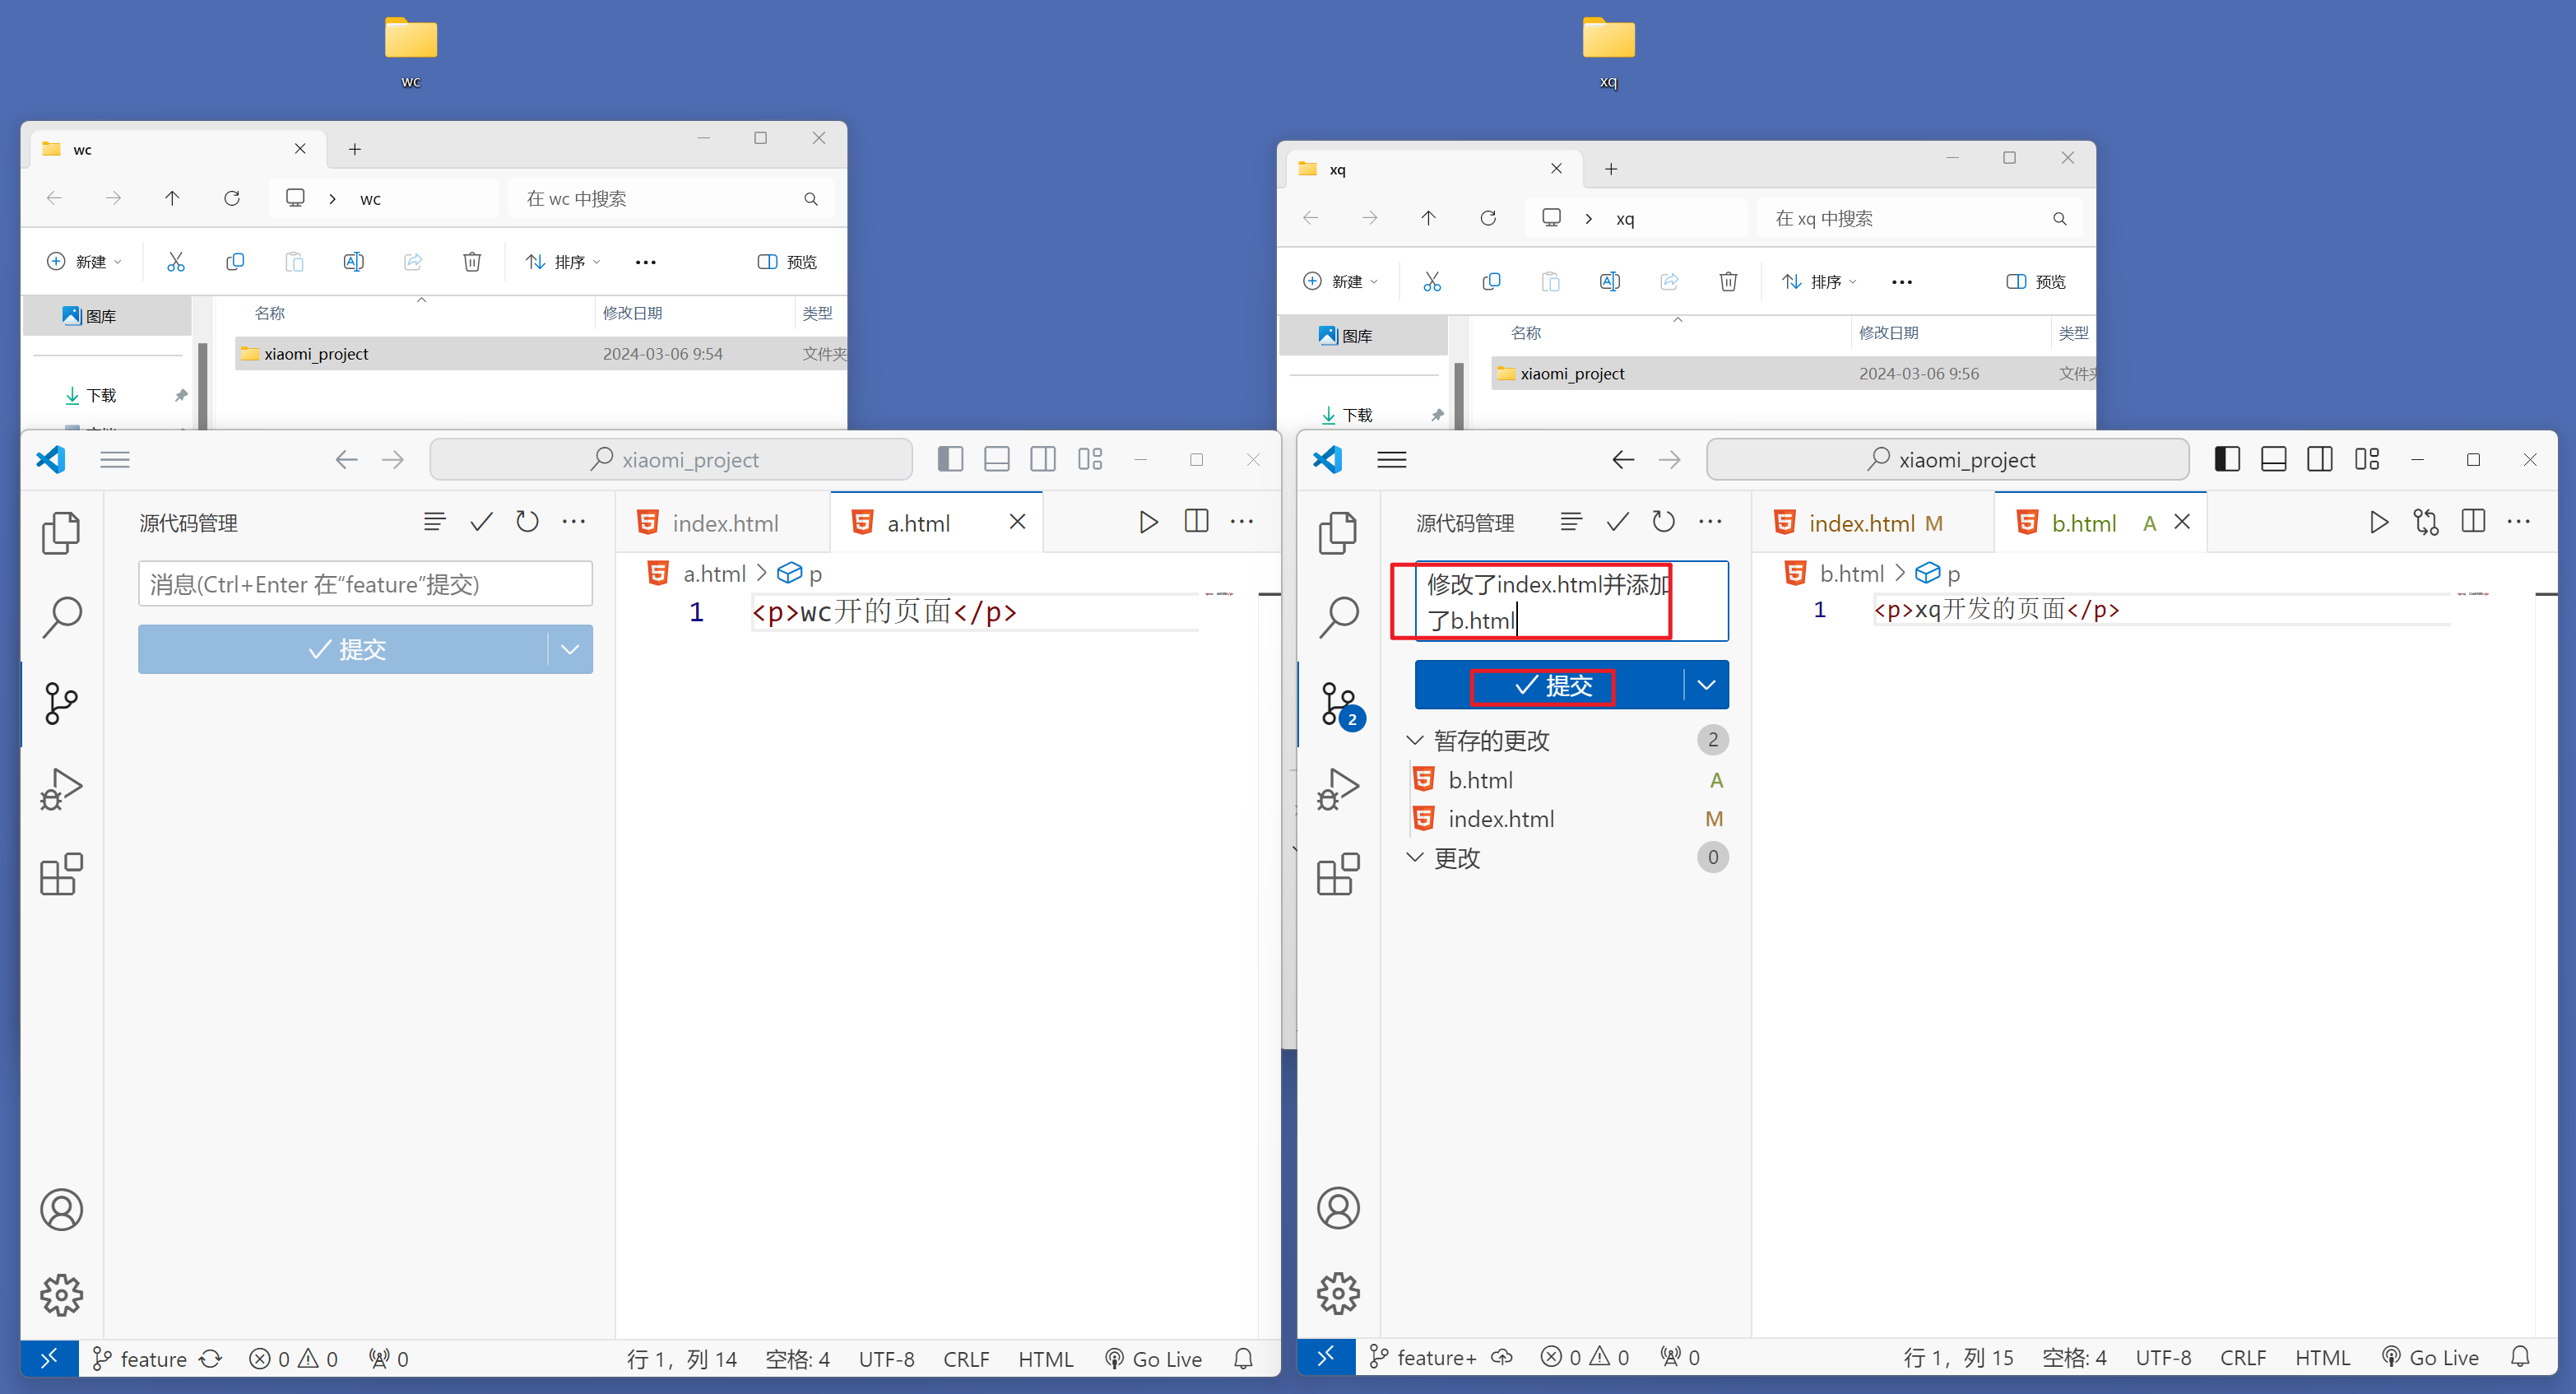 wc
xq
wc
wc
在 wc 中搜索
新建
排序
预览
图库
名称
修改日期
类型
xiaomi_project
2024-03-06 9:54
文件夹
下载
xq
xq
在 xq 中搜索
新建
排序
预览
图库
名称
修改日期
类型
xiaomi_project
2024-03-06 9:56
下载
xiaomi_project
源代码管理
消息(Ctrl+Enter 在“feature”提交)
提交
index.html
a.html
a.html
p
1
<p>wc开的页面</p>
feature
0
0
0
行 1，列 14
空格: 4
UTF-8
CRLF
HTML
Go Live
xiaomi_project
源代码管理
修改了index.html并添加
了b.html
提交
2
暂存的更改
2
b.html
A
index.html
M
更改
0
index.html M
b.html A
b.html
p
1
<p>xq开发的页面</p>
feature+
0
0
0
行 1，列 15
空格: 4
UTF-8
CRLF
HTML
Go Live